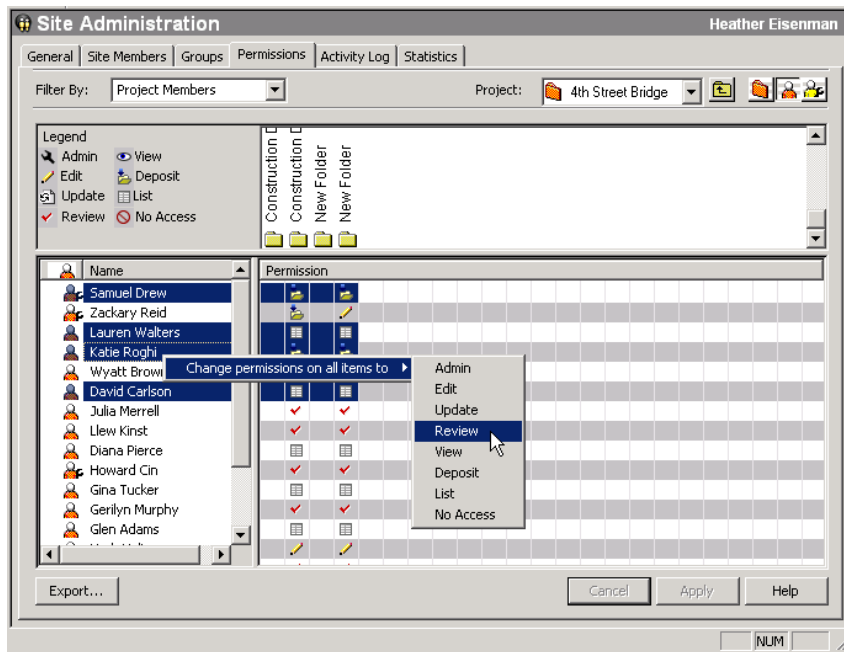 Site Administration Heather Eisenman
General Site Members Groups Permissions Activity Log Statistics
Filter By: Project Members Project: 4th Street Bridge
Legend
Admin View
Edit Deposit
Update List
Review No Access
Construction
Construction
New Folder
New Folder
Name Permission
Samuel Drew
Zackary Reid
Lauren Walters
Katie Roghi
Wyatt
David Carlson
Julia Merrell
Llew Kinst
Diana Pierce
Howard Cin
Gina Tucker
Gerilyn Murphy
Glen Adams
Change permissions on all items to
Admin
Edit
Update
Review
View
Deposit
List
No Access
Export... Cancel Apply Help
NUM